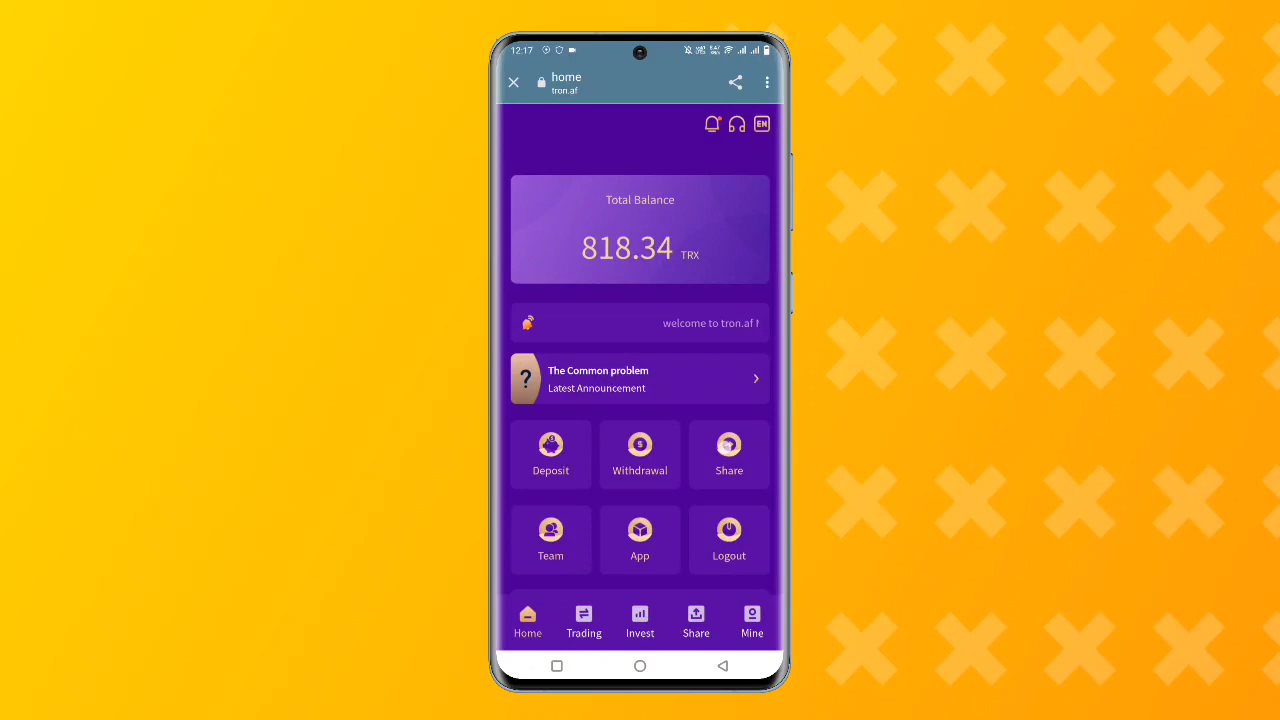 12:17
home
tron.af
EN
Total Balance
818.34 TRX
welcome to tron.af
The Common problem
Latest Announcement
?
Deposit
Withdrawal
Share
Team
App
Logout
Home
Trading
Invest
Share
Mine